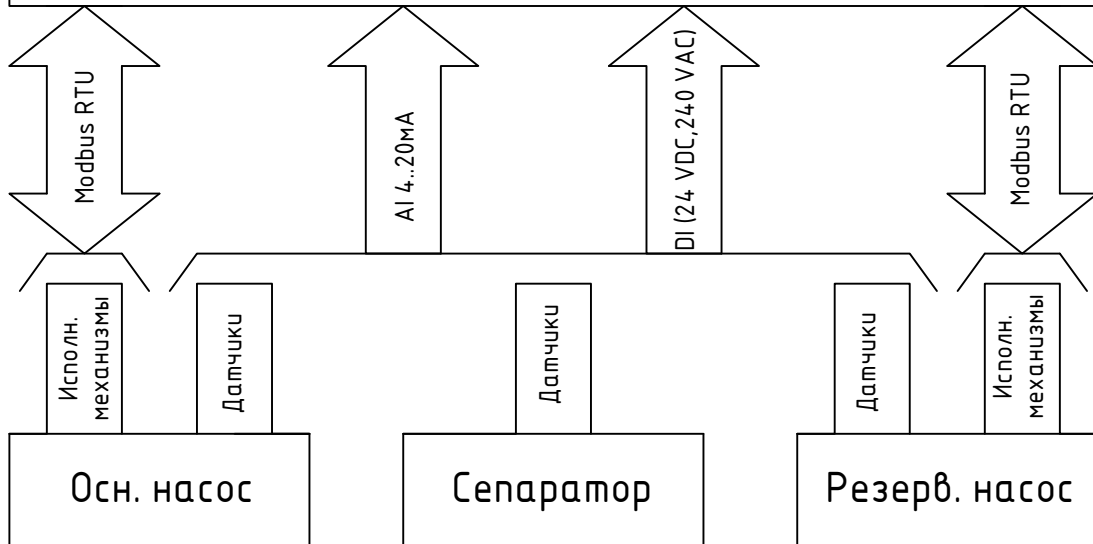 Modbus RTU
AI 4..20мА
DI (24 VDC,240 VAC)
Modbus RTU
Исполн.
механизмы
Датчики
Датчики
Датчики
Исполн.
механизмы
Осн. насос
Сепаратор
Резерв. насос